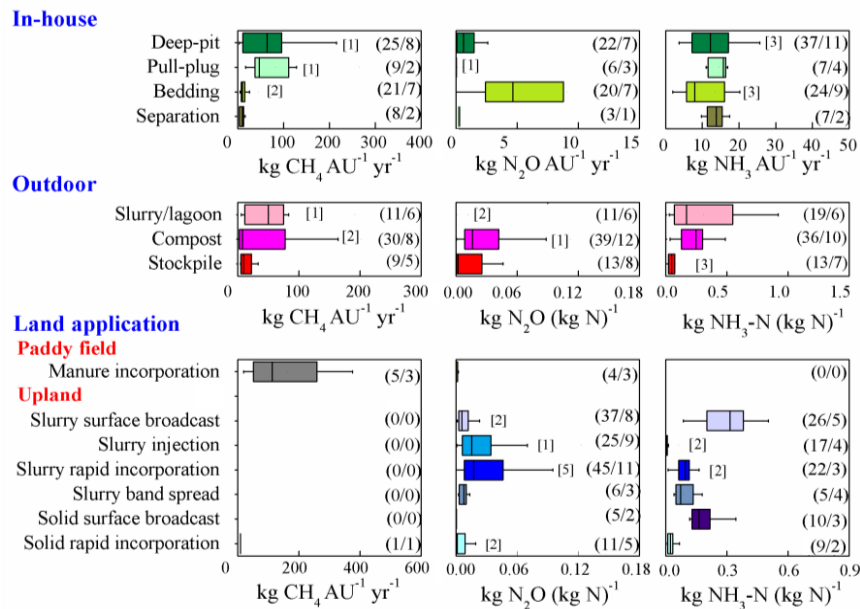 In-house
Deep-pit [1] (25/8) (22/7) [3] (37/11)
Pull-plug [1] (9/2) [1] (6/3) (7/4)
Bedding [2] (21/7) (20/7) [3] (24/9)
Separation (8/2) (3/1) (7/2)
0 100 200 300 400 5 10 15 0 10 20 30 40 50
kg CH4 AU-1 yr-1 kg N2O AU-1 yr-1 kg NH3 AU-1 yr-1
Outdoor
Slurry/lagoon [1] (11/6) [2] (11/6) (19/6)
Compost [2] (30/8) [1] (39/12) (36/10)
Stockpile (9/5) (13/8) [3] (13/7)
0 100 200 300 0.00 0.06 0.12 0.18 0.0 0.5 1.0 1.5
kg CH4 AU-1 yr-1 kg N2O (kg N)-1 kg NH3-N (kg N)-1
Land application
Paddy field
Manure incorporation (5/3) (4/3) (0/0)
Upland
Slurry surface broadcast (0/0) [2] (37/8) (26/5)
Slurry injection (0/0) [1] (25/9) [2] (17/4)
Slurry rapid incorporation (0/0) [5] (45/11) [2] (22/3)
Slurry band spread (0/0) (6/3) (5/4)
Solid surface broadcast (0/0) (5/2) (10/3)
Solid rapid incorporation (1/1) [2] (11/5) (9/2)
0 200 400 600 0.00 0.06 0.12 0.18 0.0 0.3 0.6 0.9
kg CH4 AU-1 yr-1 kg N2O (kg N)-1 kg NH3-N (kg N)-1